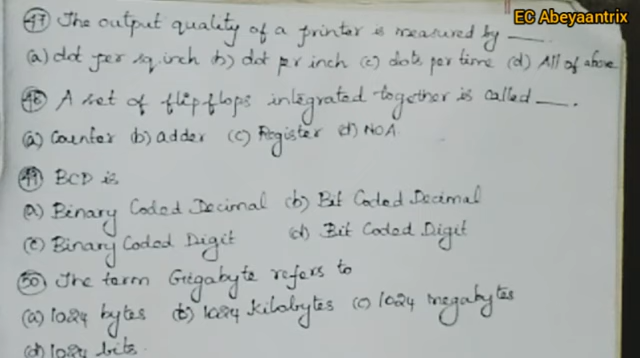 EC Abeyaantrix
(47) The output quality of a printer is measured by ___.
(a) dot per sq.inch (b) dot per inch (c) dots per time (d) All of above
(48) A set of flipflops integrated together is called ___.
(a) Counter (b) adder (c) Register (d) NOA
(49) BCD is
(a) Binary Coded Decimal (b) Bit Coded Decimal
(c) Binary Coded Digit (d) Bit Coded Digit
(50) The term Gigabyte refers to
(a) 1024 bytes (b) 1024 kilobytes (c) 1024 megabytes
(d) 1024 bits.